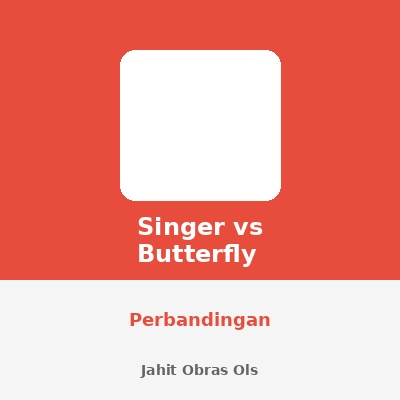 Singer vs
Butterfly
Perbandingan
Jahit Obras Ols